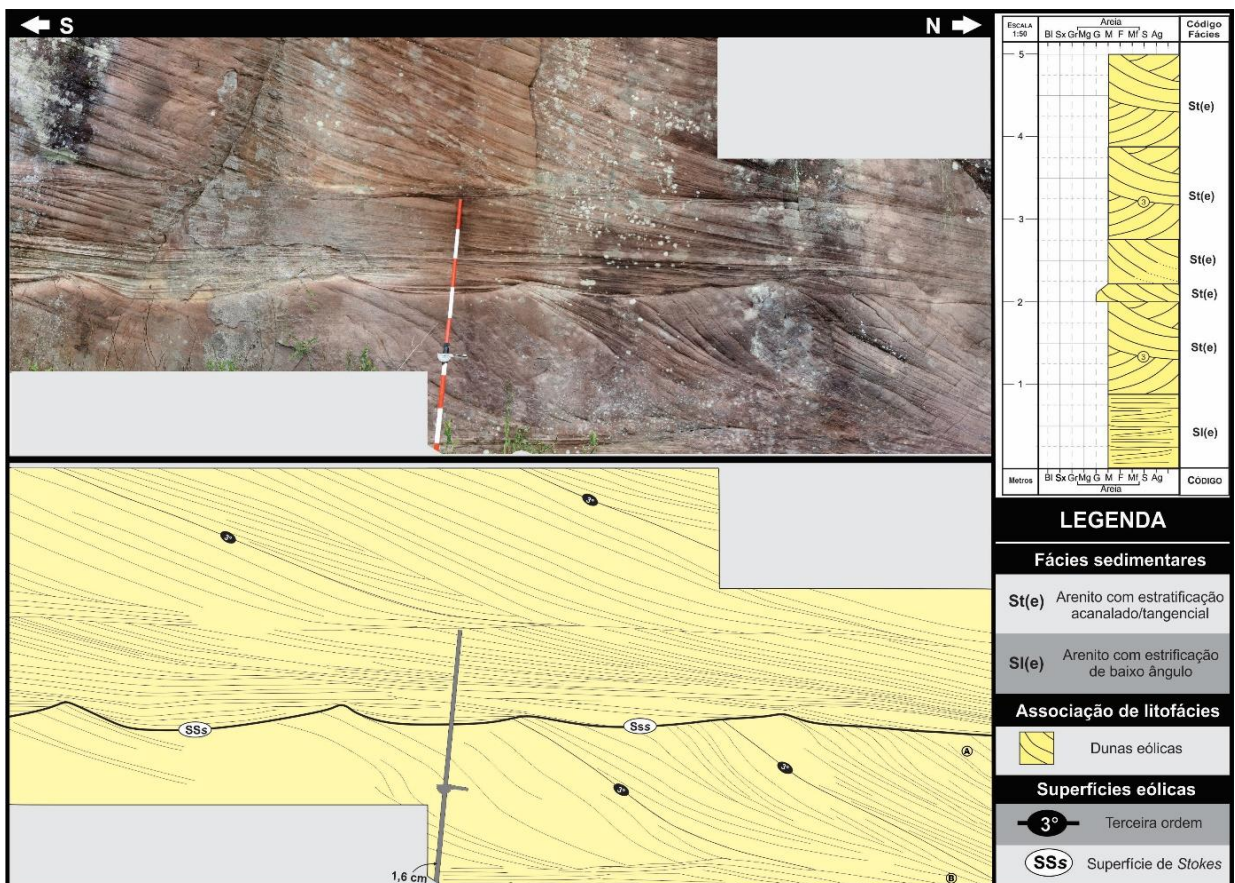 S
N
3°
3°
SSs
Sss
A
3°
3°
1,6 cm
B
ESCALA
1:50
Areia
Bl Sx Gr Mg G M F Mf S Ag
Código
Fácies
5
St(e)
4
St(e)
3
3
St(e)
St(e)
2
St(e)
3
1
Sl(e)
Metros
Bl Sx Gr Mg G M F Mf S Ag
Areia
CÓDIGO
LEGENDA
Fácies sedimentares
St(e)
Arenito com estratificação
acanalado/tangencial
Sl(e)
Arenito com estrificação
de baixo ângulo
Associação de litofácies
Dunas eólicas
Superfícies eólicas
3°
Terceira ordem
SSs
Superfície de Stokes